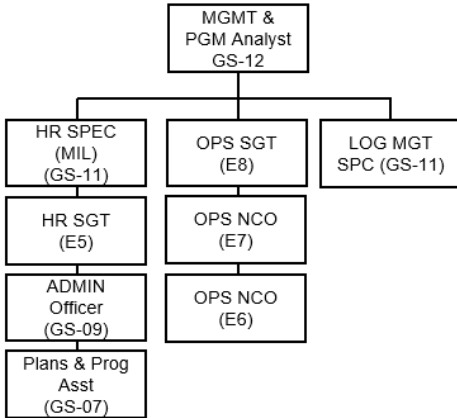 MGMT &
PGM Analyst
GS-12
HR SPEC
(MIL)
(GS-11)
OPS SGT
(E8)
LOG MGT
SPC (GS-11)
HR SGT
(E5)
OPS NCO
(E7)
ADMIN
Officer
(GS-09)
OPS NCO
(E6)
Plans & Prog
Asst
(GS-07)